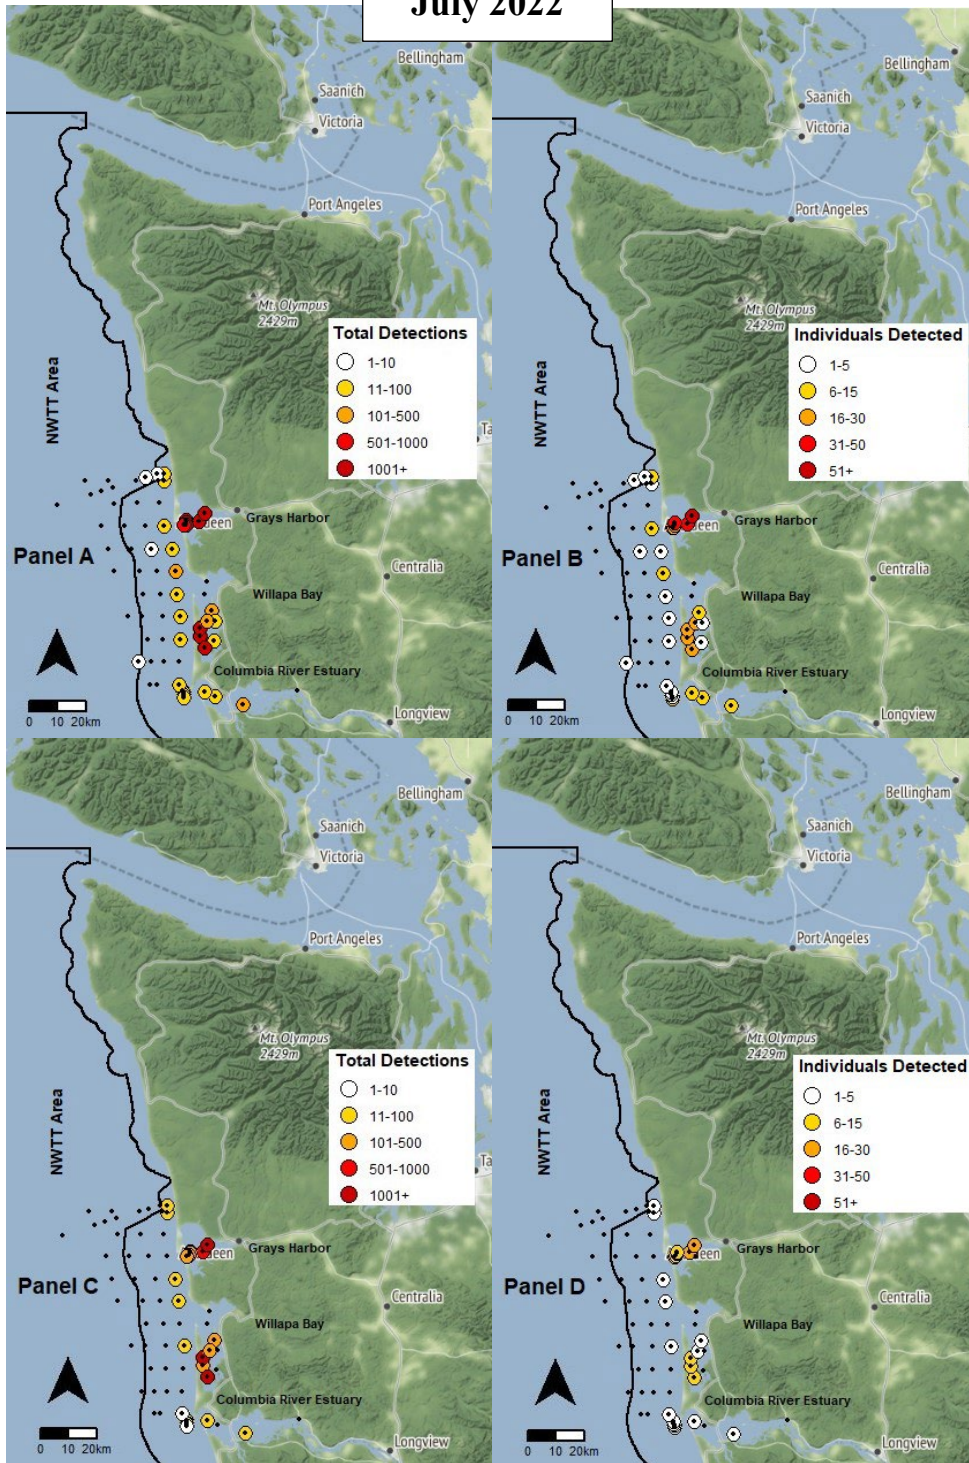 July 2022
Bellingham
Saanich
Victoria
Port Angeles
Mt. Olympus
2429m
NWTT Area
Total Detections
1-10
11-100
101-500
501-1000
1001+
Ta
Grays Harbor
Panel A
Centralia
Willapa Bay
Columbia River Estuary
0 10 20km
Longview
Bellingham
Saanich
Victoria
Port Angeles
Mt. Olympus
2429m
NWTT Area
Individuals Detected
1-5
6-15
16-30
31-50
51+
Grays Harbor
Panel B
Centralia
Willapa Bay
Columbia River Estuary
0 10 20km
Longview
Bellingham
Saanich
Victoria
Port Angeles
Mt. Olympus
2429m
NWTT Area
Total Detections
1-10
11-100
101-500
501-1000
1001+
Ta
Grays Harbor
Panel C
Centralia
Willapa Bay
Columbia River Estuary
0 10 20km
Longview
Bellingham
Saanich
Victoria
Port Angeles
Mt. Olympus
2429m
NWTT Area
Individuals Detected
1-5
6-15
16-30
31-50
51+
Grays Harbor
Panel D
Centralia
Willapa Bay
Columbia River Estuary
0 10 20km
Longview